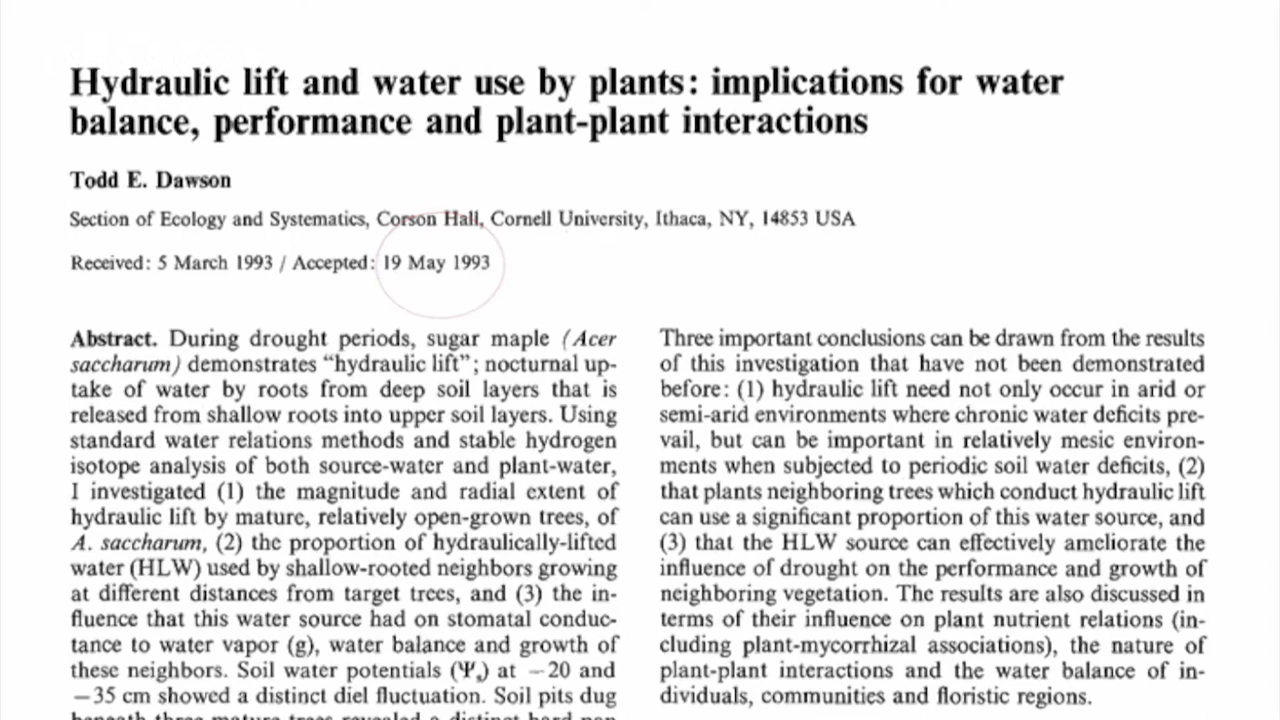 Hydraulic lift and water use by plants: implications for water
balance, performance and plant-plant interactions
Todd E. Dawson
Section of Ecology and Systematics, Corson Hall, Cornell University, Ithaca, NY, 14853 USA
Received: 5 March 1993 / Accepted: 19 May 1993
Abstract. During drought periods, sugar maple (Acer
saccharum) demonstrates "hydraulic lift"; nocturnal up-
take of water by roots from deep soil layers that is
released from shallow roots into upper soil layers. Using
standard water relations methods and stable hydrogen
isotope analysis of both source-water and plant-water,
I investigated (1) the magnitude and radial extent of
hydraulic lift by mature, relatively open-grown trees, of
A. saccharum, (2) the proportion of hydraulically-lifted
water (HLW) used by shallow-rooted neighbors growing
at different distances from target trees, and (3) the in-
fluence that this water source had on stomatal conduc-
tance to water vapor (g), water balance and growth of
these neighbors. Soil water potentials (Ψs) at −20 and
−35 cm showed a distinct diel fluctuation. Soil pits dug
beneath three mature trees revealed a distinct hard pan
Three important conclusions can be drawn from the results
of this investigation that have not been demonstrated
before: (1) hydraulic lift need not only occur in arid or
semi-arid environments where chronic water deficits pre-
vail, but can be important in relatively mesic environ-
ments when subjected to periodic soil water deficits, (2)
that plants neighboring trees which conduct hydraulic lift
can use a significant proportion of this water source, and
(3) that the HLW source can effectively ameliorate the
influence of drought on the performance and growth of
neighboring vegetation. The results are also discussed in
terms of their influence on plant nutrient relations (in-
cluding plant-mycorrhizal associations), the nature of
plant-plant interactions and the water balance of in-
dividuals, communities and floristic regions.